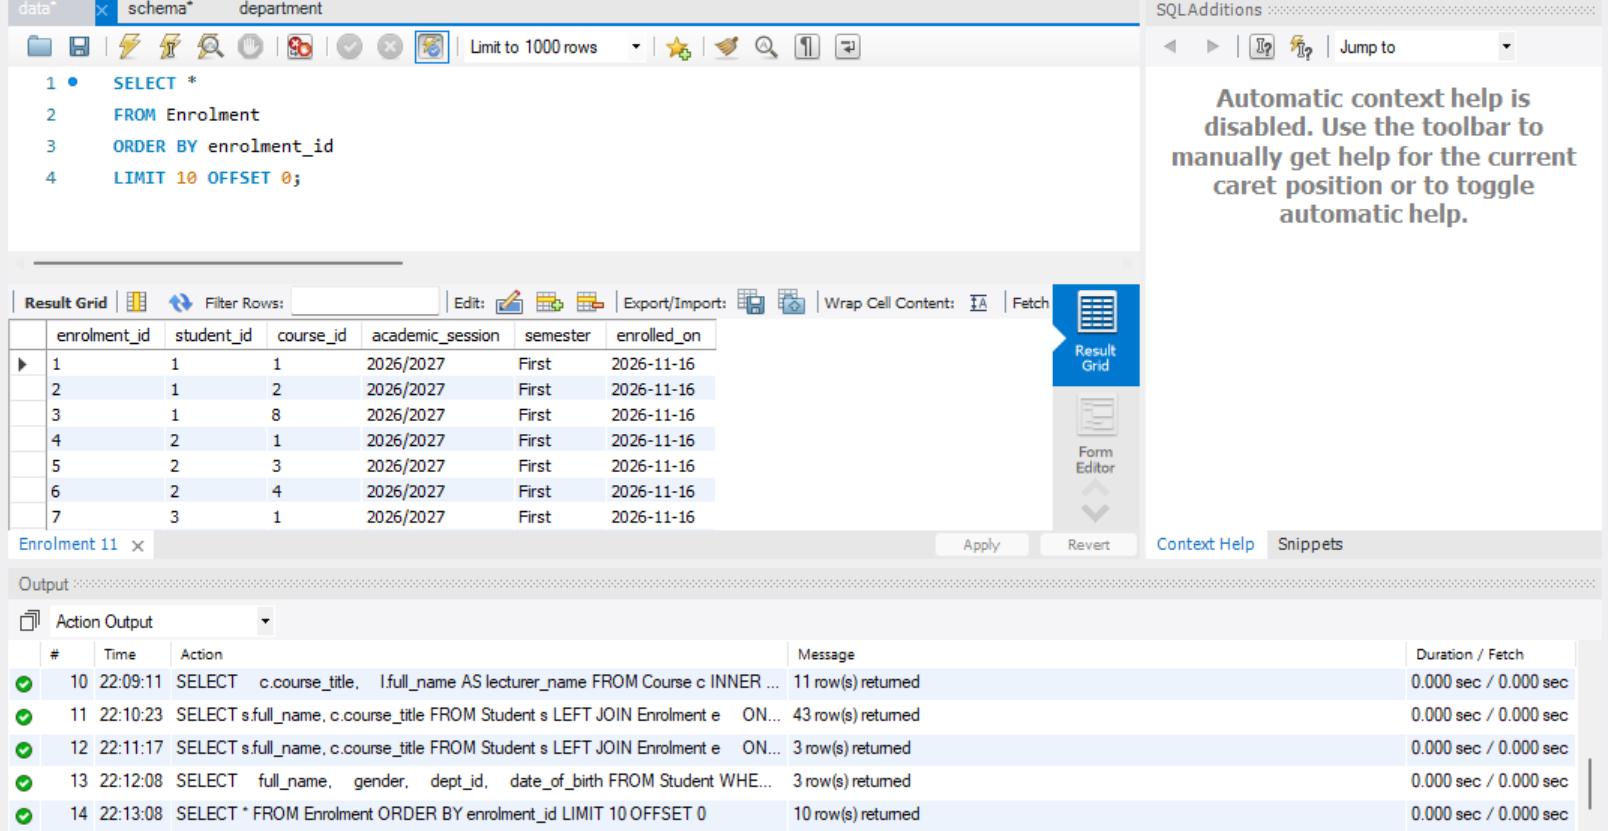 data*
schema*
department
Limit to 1000 rows
1 SELECT *
2 FROM Enrolment
3 ORDER BY enrolment_id
4 LIMIT 10 OFFSET 0;
Result Grid Filter Rows: Edit: Export/Import: Wrap Cell Content: Fetch
enrolment_id student_id course_id academic_session semester enrolled_on
1 1 1 2026/2027 First 2026-11-16
2 1 2 2026/2027 First 2026-11-16
3 1 8 2026/2027 First 2026-11-16
4 2 1 2026/2027 First 2026-11-16
5 2 3 2026/2027 First 2026-11-16
6 2 4 2026/2027 First 2026-11-16
7 3 1 2026/2027 First 2026-11-16
Result
Grid
Form
Editor
Enrolment 11
Apply
Revert
SQLAdditions
Jump to
Automatic context help is
disabled. Use the toolbar to
manually get help for the current
caret position or to toggle
automatic help.
Context Help
Snippets
Output
Action Output
# Time Action Message Duration / Fetch
10 22:09:11 SELECT c.course_title, l.full_name AS lecturer_name FROM Course c INNER ... 11 row(s) returned 0.000 sec / 0.000 sec
11 22:10:23 SELECT s.full_name, c.course_title FROM Student s LEFT JOIN Enrolment e ON... 43 row(s) returned 0.000 sec / 0.000 sec
12 22:11:17 SELECT s.full_name, c.course_title FROM Student s LEFT JOIN Enrolment e ON... 3 row(s) returned 0.000 sec / 0.000 sec
13 22:12:08 SELECT full_name, gender, dept_id, date_of_birth FROM Student WHE... 3 row(s) returned 0.000 sec / 0.000 sec
14 22:13:08 SELECT * FROM Enrolment ORDER BY enrolment_id LIMIT 10 OFFSET 0 10 row(s) returned 0.000 sec / 0.000 sec